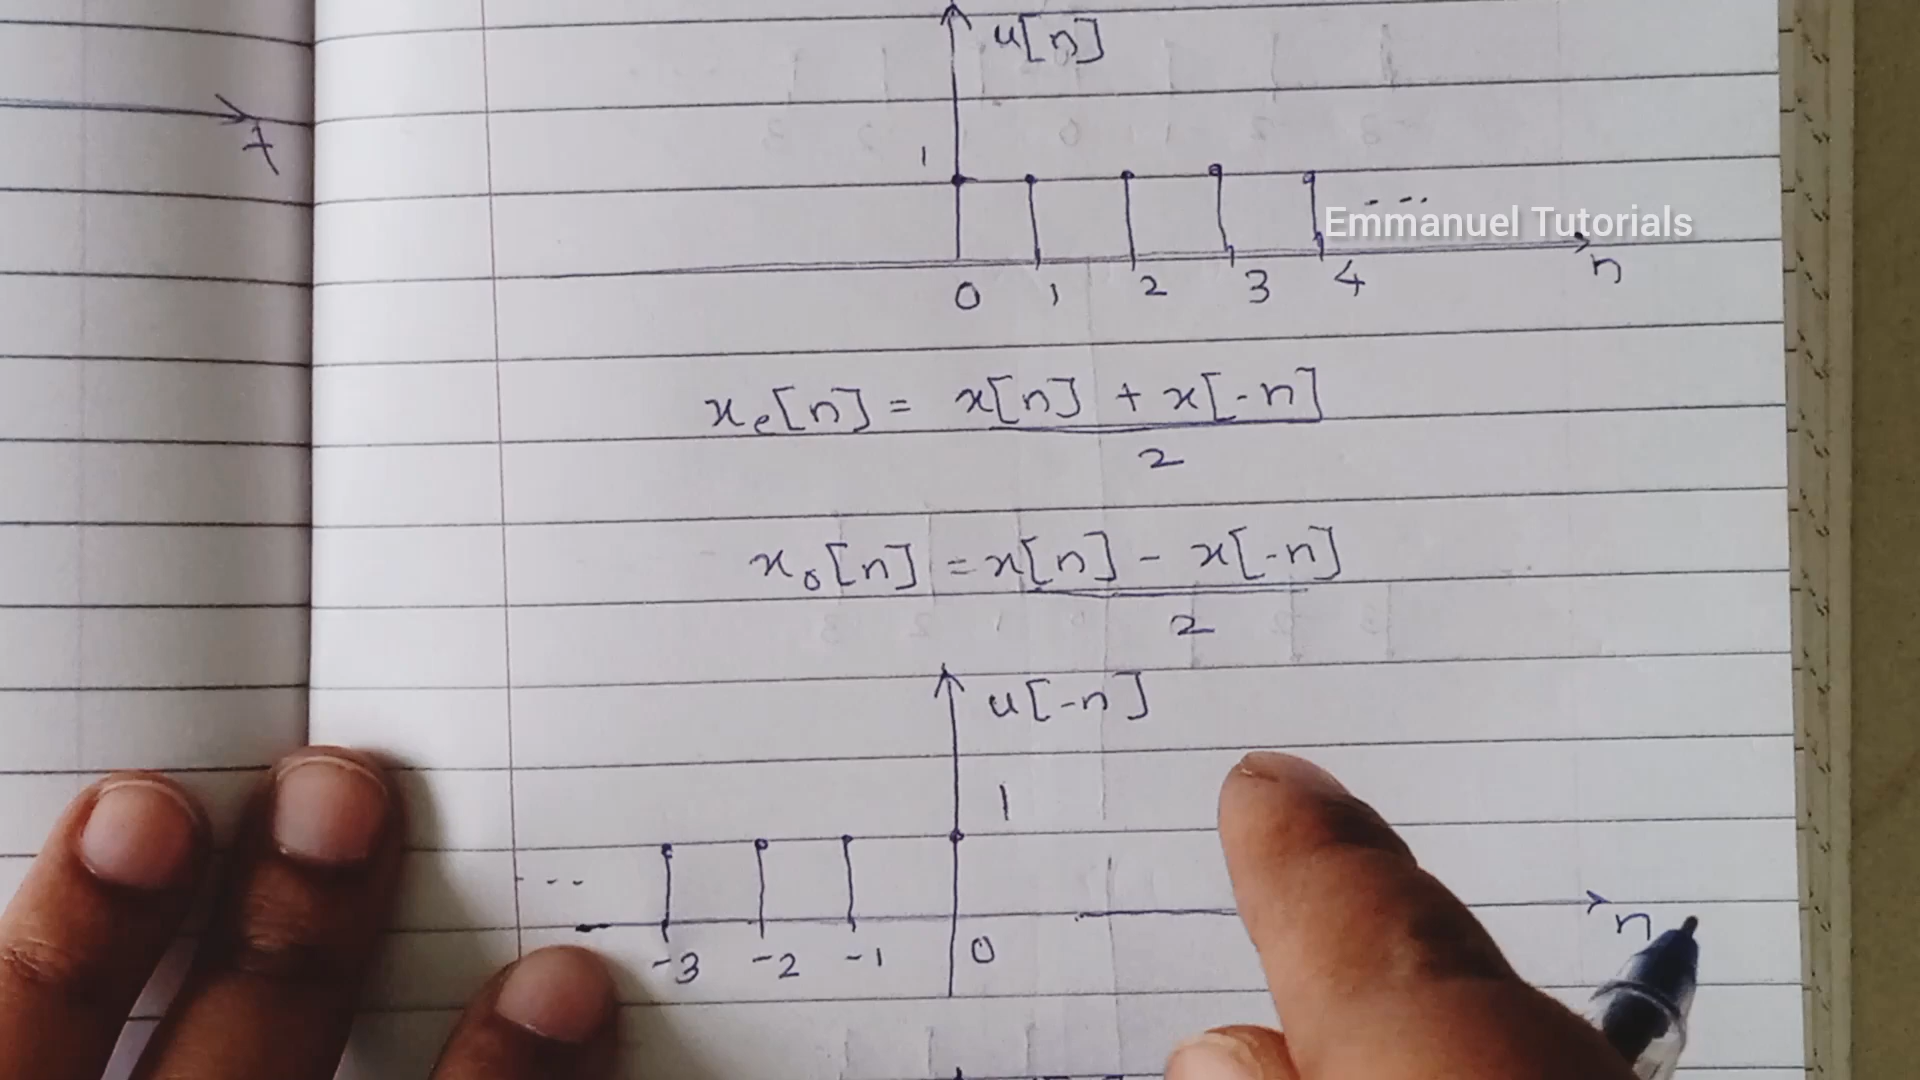 t
u[n]
1
Emmanuel Tutorials
0 1 2 3 4 ... n
xe[n] = x[n] + x[-n]
2
xo[n] = x[n] - x[-n]
2
u[-n]
1
... -3 -2 -1 0 n